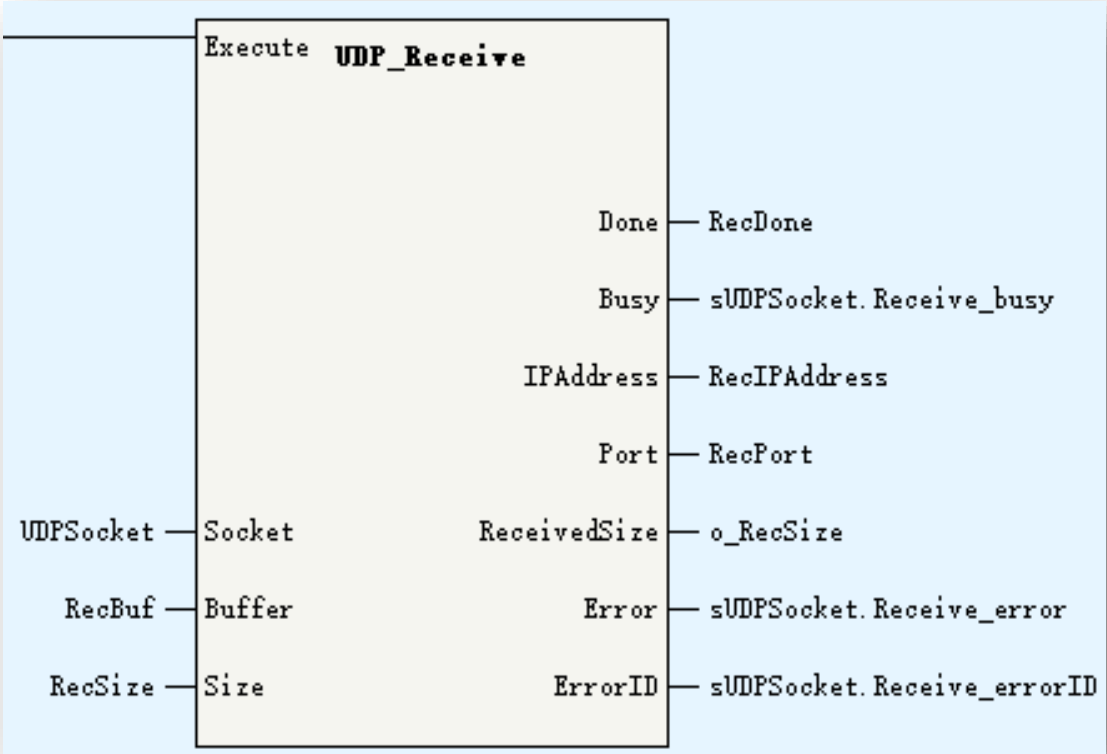 Execute UDP_Receive
Done RecDone
Busy sUDPSocket.Receive_busy
IPAddress RecIPAddress
Port RecPort
UDPSocket Socket ReceivedSize o_RecSize
RecBuf Buffer Error sUDPSocket.Receive_error
RecSize Size ErrorID sUDPSocket.Receive_errorID